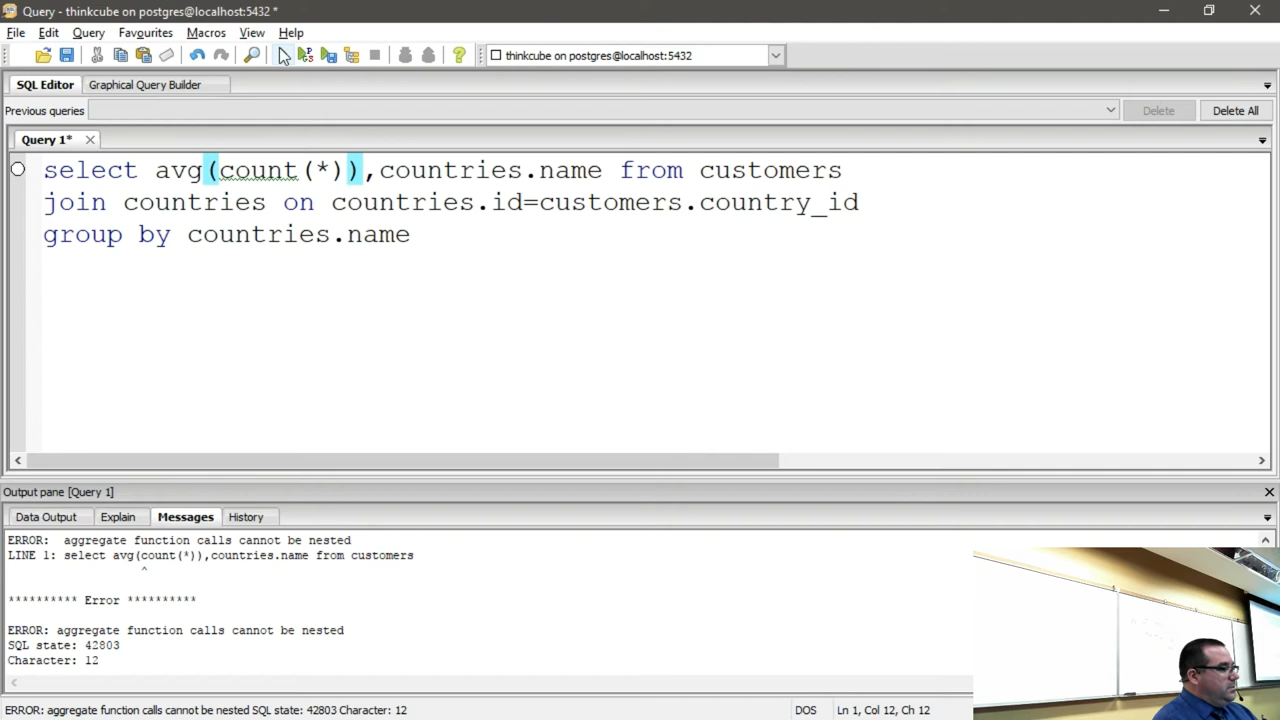 Query - thinkcube on postgres@localhost:5432 *
File Edit Query Favourites Macros View Help
thinkcube on postgres@localhost:5432
SQL Editor Graphical Query Builder
Previous queries Delete Delete All
Query 1*
select avg(count(*)),countries.name from customers
join countries on countries.id=customers.country_id
group by countries.name
Output pane [Query 1]
Data Output Explain Messages History
ERROR:  aggregate function calls cannot be nested
LINE 1: select avg(count(*)),countries.name from customers
^
********** Error **********
ERROR: aggregate function calls cannot be nested
SQL state: 42803
Character: 12
ERROR: aggregate function calls cannot be nested SQL state: 42803 Character: 12 DOS Ln 1, Col 12, Ch 12